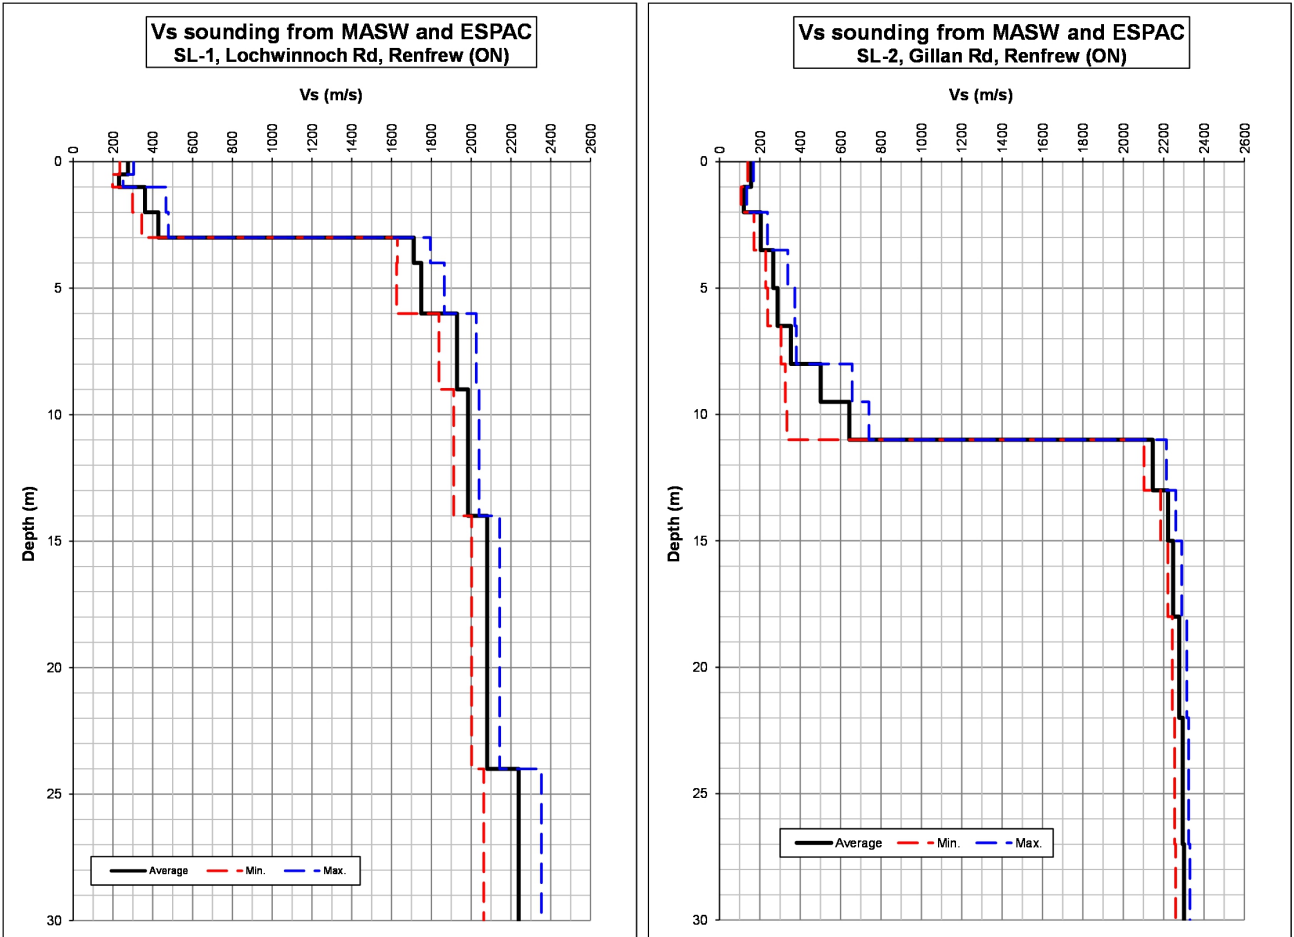 Vs sounding from MASW and ESPAC
SL-1, Lochwinnoch Rd, Renfrew (ON)
Vs (m/s)
0 200 400 600 800 1000 1200 1400 1600 1800 2000 2200 2400 2600
0
5
10
15
20
25
30
Depth (m)
Average Min. Max.
Vs sounding from MASW and ESPAC
SL-2, Gillan Rd, Renfrew (ON)
Vs (m/s)
0 200 400 600 800 1000 1200 1400 1600 1800 2000 2200 2400 2600
0
5
10
15
20
25
30
Depth (m)
Average Min. Max.